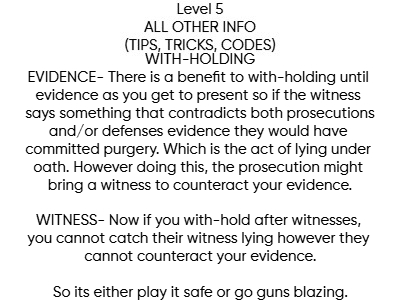 Level 5
ALL OTHER INFO
(TIPS, TRICKS, CODES)
WITH-HOLDING
EVIDENCE- There is a benefit to with-holding until
evidence as you get to present so if the witness
says something that contradicts both prosecutions
and/or defenses evidence they would have
committed purgery. Which is the act of lying under
oath. However doing this, the prosecution might
bring a witness to counteract your evidence.
WITNESS- Now if you with-hold after witnesses,
you cannot catch their witness lying however they
cannot counteract your evidence.
So its either play it safe or go guns blazing.